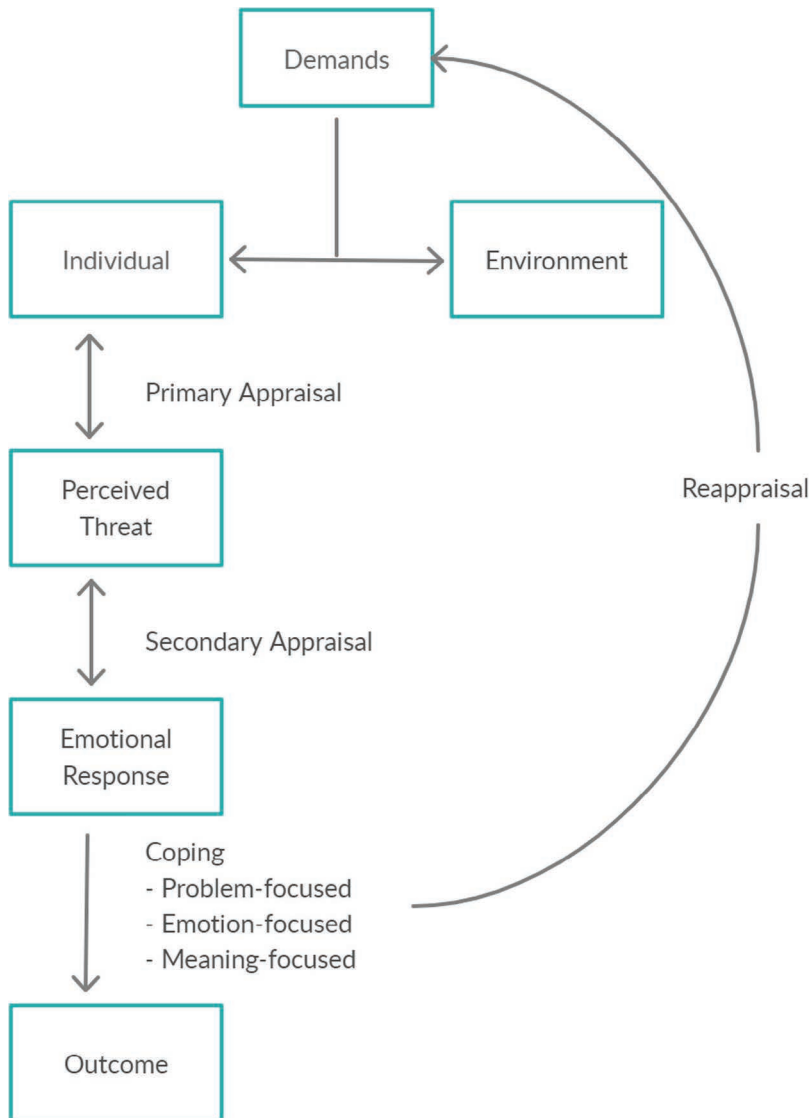 Demands
Individual
Environment
Primary Appraisal
Perceived
Threat
Reappraisal
Secondary Appraisal
Emotional
Response
Coping
- Problem-focused
- Emotion-focused
- Meaning-focused
Outcome